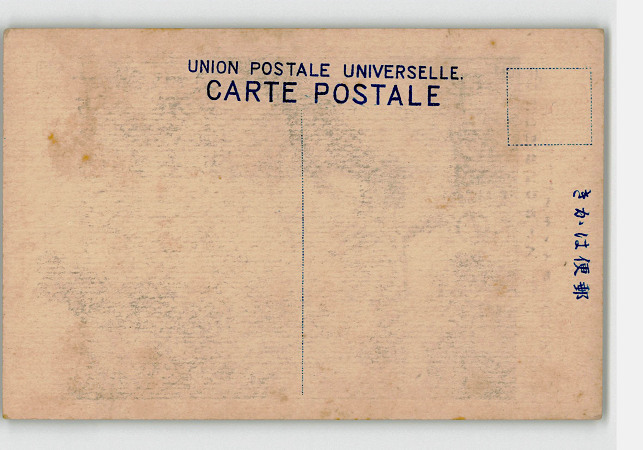 UNION POSTALE UNIVERSELLE.
CARTE POSTALE
きかは便郵